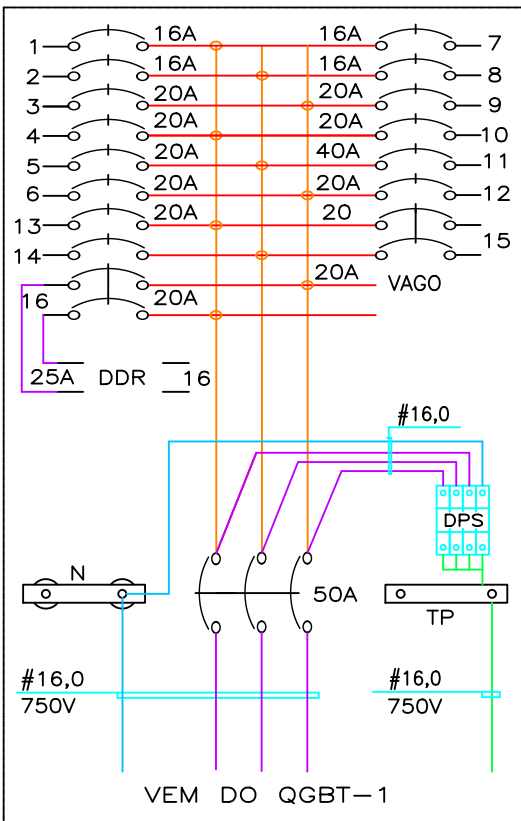 1 16A 16A 7
2 16A 16A 8
3 20A 20A 9
4 20A 20A 10
5 20A 40A 11
6 20A 20A 12
13 20A 20
14 15
20A VAGO
16 20A
25A DDR 16
#16,0
DPS
N
50A
TP
#16,0 #16,0
750V 750V
VEM DO QGBT-1